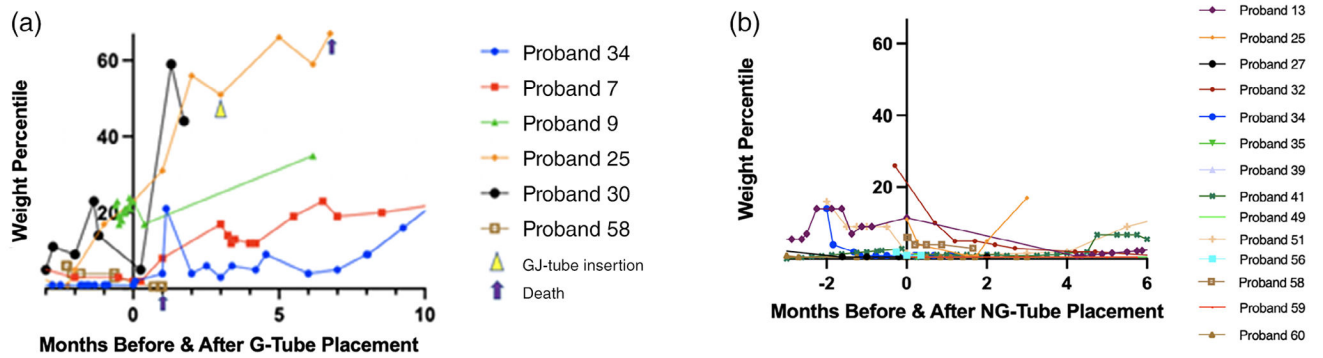 (a)
Weight Percentile
60
40
20
0
5
10
Months Before & After G-Tube Placement
Proband 34
Proband 7
Proband 9
Proband 25
Proband 30
Proband 58
GJ-tube insertion
Death
(b)
Weight Percentile
60
40
20
-2
0
2
4
6
Months Before & After NG-Tube Placement
Proband 13
Proband 25
Proband 27
Proband 32
Proband 34
Proband 35
Proband 39
Proband 41
Proband 49
Proband 51
Proband 56
Proband 58
Proband 59
Proband 60